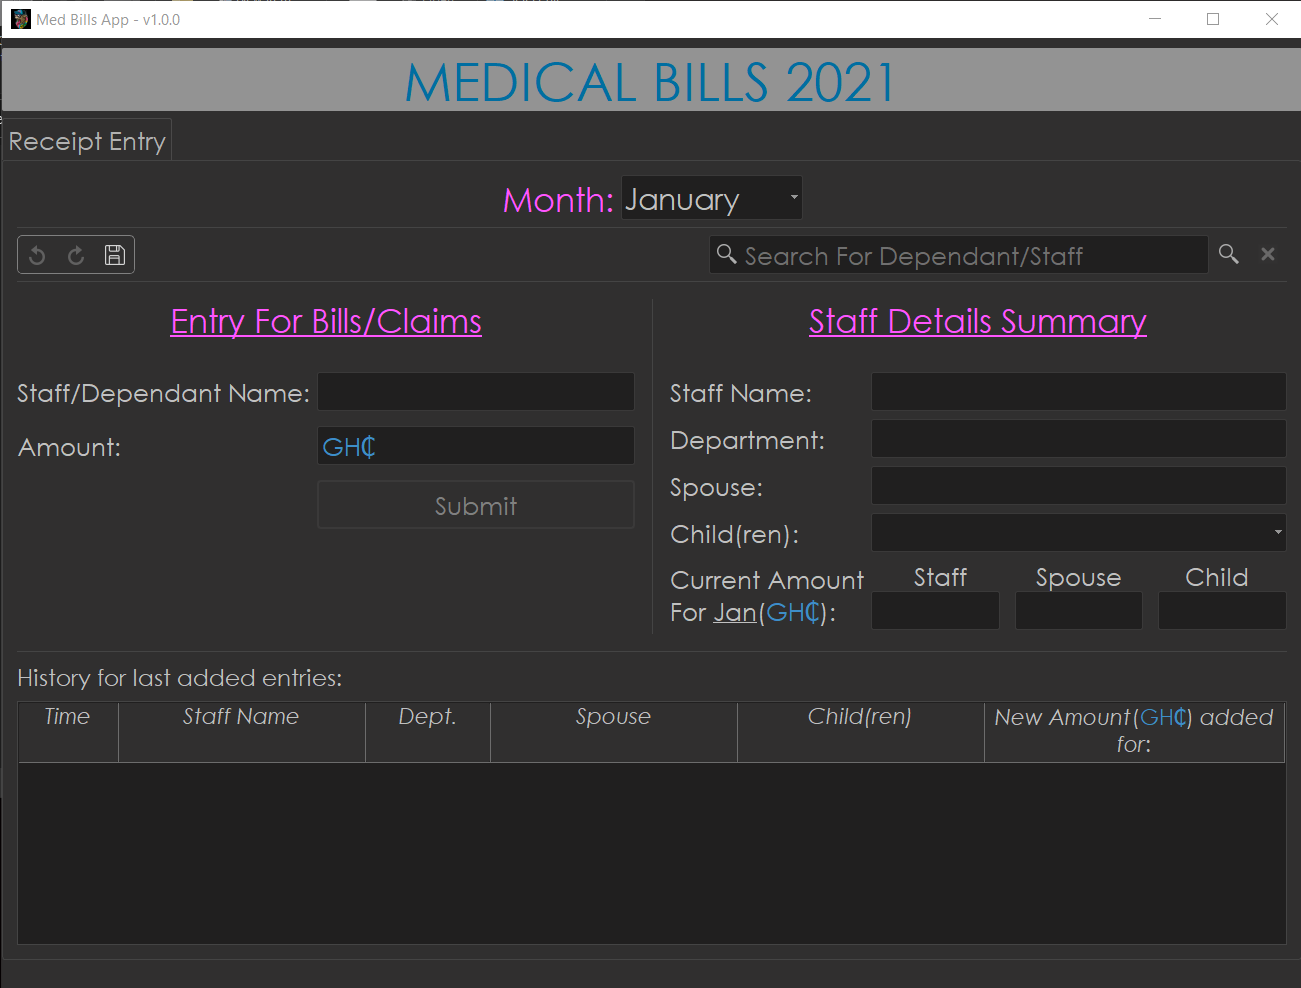 Med Bills App - v1.0.0
MEDICAL BILLS 2021
Receipt Entry
Month: January
Search For Dependant/Staff
Entry For Bills/Claims
Staff/Dependant Name:
Amount: GH₵
Submit
Staff Details Summary
Staff Name:
Department:
Spouse:
Child(ren):
Current Amount
For Jan(GH₵):
Staff Spouse Child
History for last added entries:
Time Staff Name Dept. Spouse Child(ren) New Amount(GH₵) added
for: